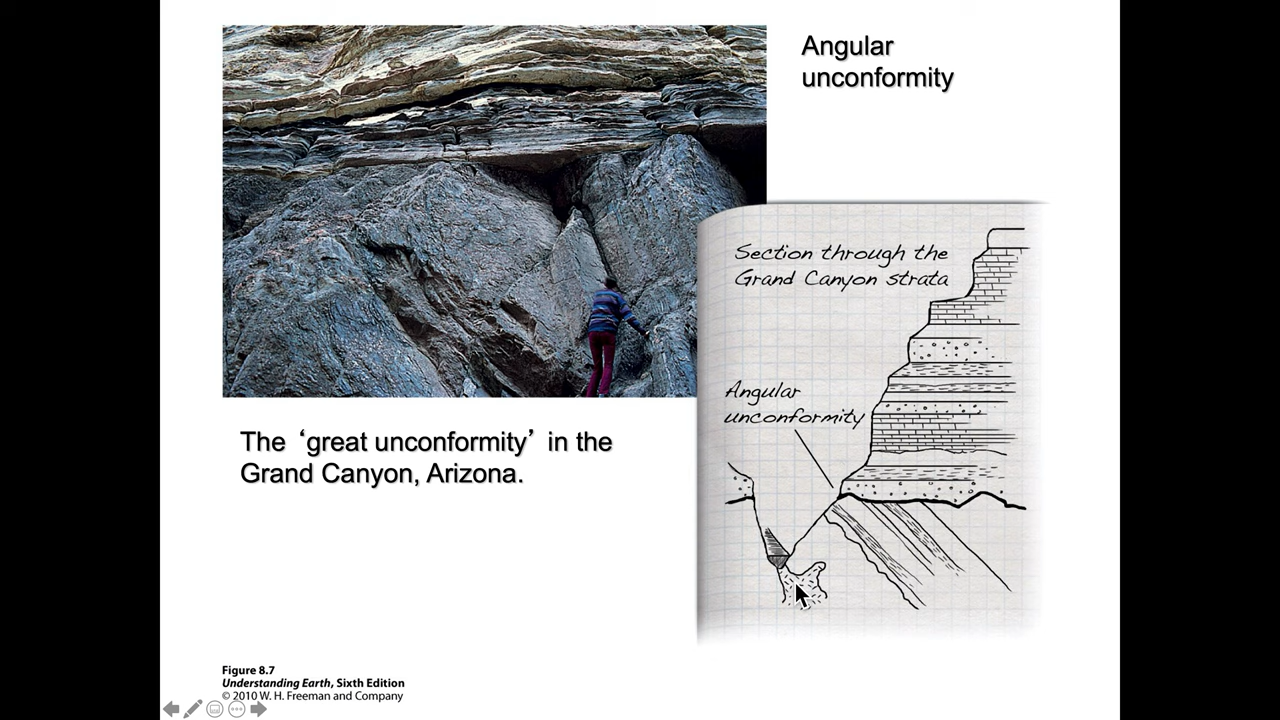 Angular
unconformity
Section through the
Grand Canyon strata
Angular
unconformity
The ‘great unconformity’ in the
Grand Canyon, Arizona.
Figure 8.7
Understanding Earth, Sixth Edition
© 2010 W. H. Freeman and Company